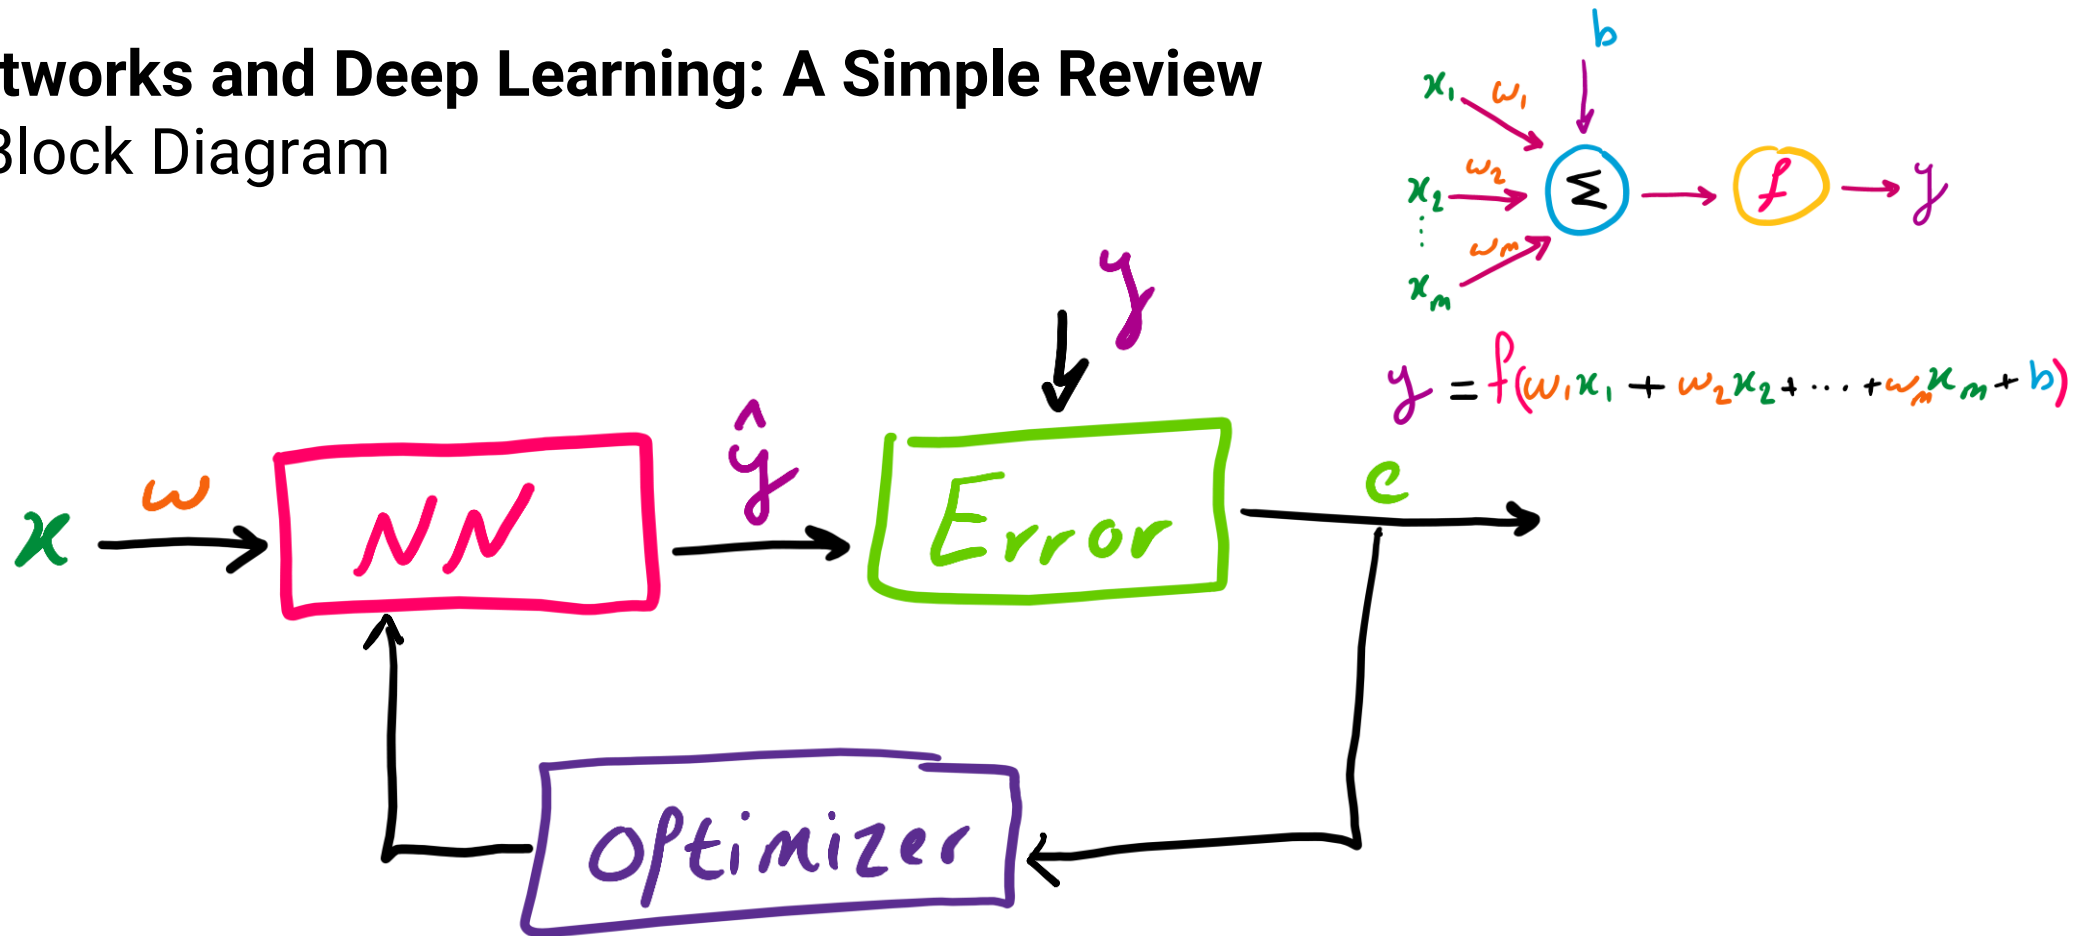 tworks and Deep Learning: A Simple Review
Block Diagram
b
x₁ w₁
x₂ w₂ Σ f y
⋮
xₘ wₘ
y = f(w₁x₁ + w₂x₂ + ... + wₘxₘ + b)
y
x w NN ŷ Error e
Optimizer